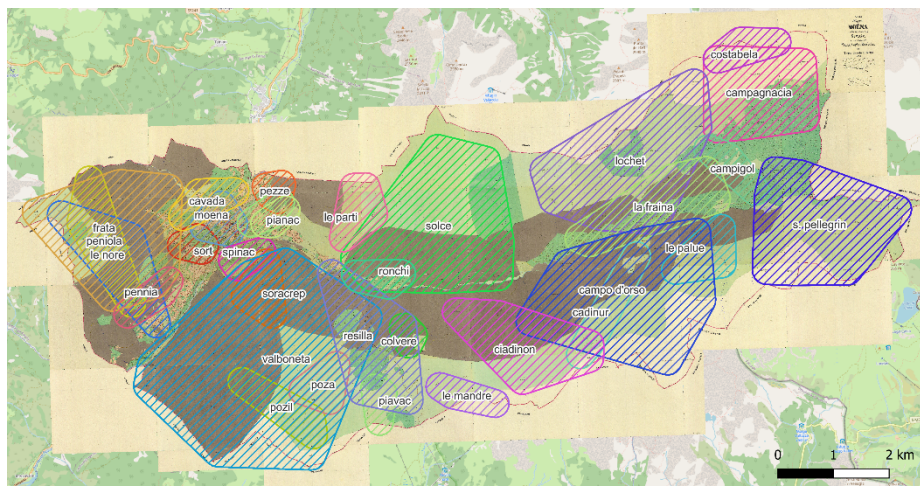 MOENA
costabela
campagnacia
lochet
campigol
pezze
cavada
moena
pianac
le parti
la fraina
frata
peniola
le nore
solce
s. pellegrin
sort
spinac
le palue
ronchi
pennia
soracrep
campo d'orso
cadinur
resilla
colvere
ciadinon
valboneta
poza
pozil
piavac
le mandre
0 1 2 km